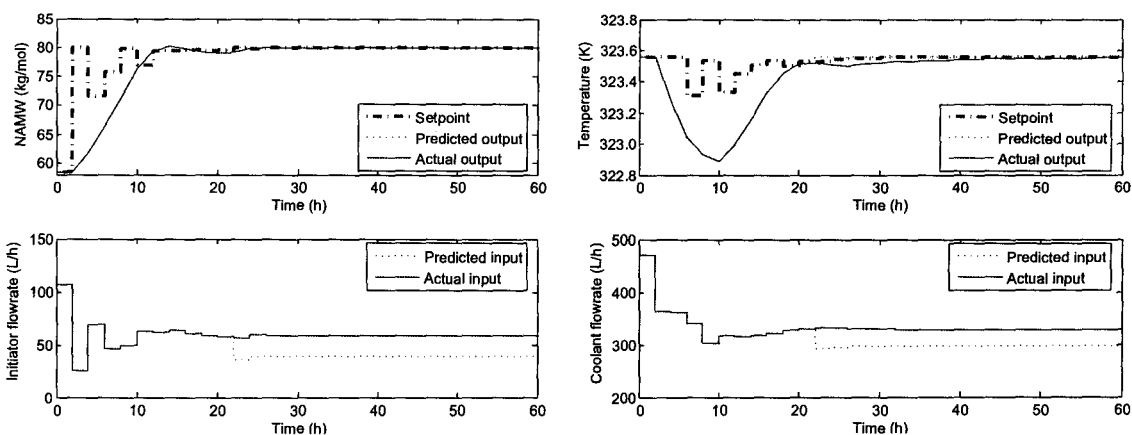 NAMW (kg/mol)
80
70
60
0 10 20 30 40 50 60
Time (h)
Setpoint
Predicted output
Actual output
Temperature (K)
323.8
323.6
323.4
323.2
323.0
322.8
0 10 20 30 40 50 60
Time (h)
Setpoint
Predicted output
Actual output
Initiator flowrate (L/h)
150
100
50
0
0 10 20 30 40 50 60
Time (h)
Predicted input
Actual input
Coolant flowrate (L/h)
500
400
300
200
0 10 20 30 40 50 60
Time (h)
Predicted input
Actual input